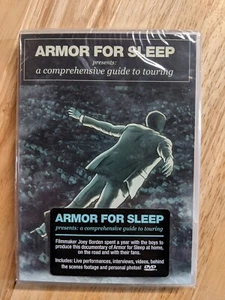 ARMOR FOR SLEEP
presents:
a comprehensive guide to touring
ARMOR FOR SLEEP
presents: a comprehensive guide to touring
Filmmaker Joey Bordon spent a year with the boys to
produce this documentary of Armor for Sleep at home,
on the road and with their fans.
Includes: Live performances, interviews, videos, behind
the scenes footage and personal photos!
DVD